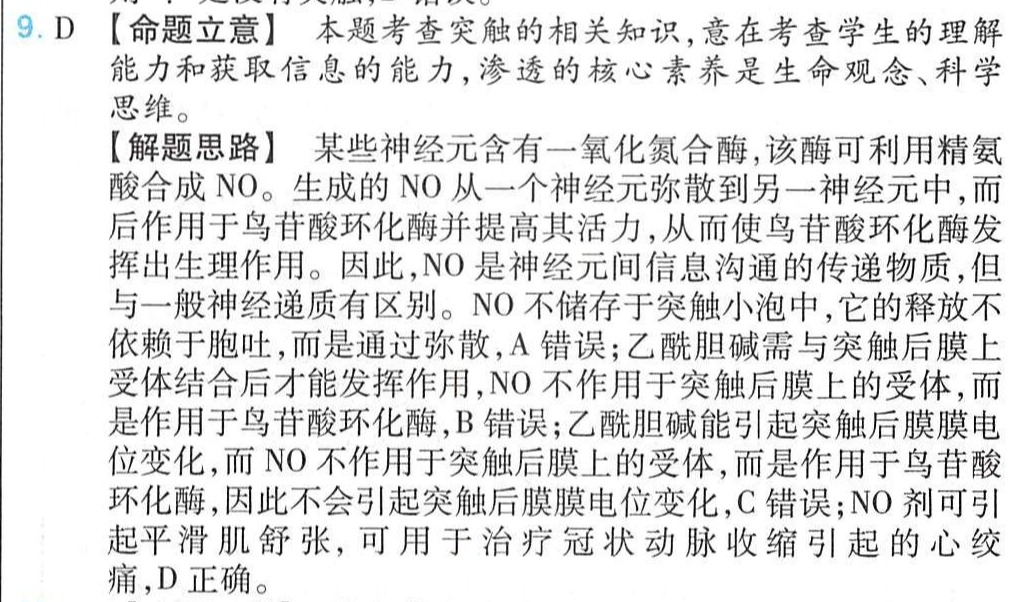 9. D 【命题立意】 本题考查突触的相关知识,意在考查学生的理解
能力和获取信息的能力,渗透的核心素养是生命观念、科学
思维。
【解题思路】 某些神经元含有一氧化氮合酶,该酶可利用精氨
酸合成 NO。生成的 NO 从一个神经元弥散到另一神经元中,而
后作用于鸟苷酸环化酶并提高其活力,从而使鸟苷酸环化酶发
挥出生理作用。因此,NO 是神经元间信息沟通的传递物质,但
与一般神经递质有区别。NO 不储存于突触小泡中,它的释放不
依赖于胞吐,而是通过弥散,A 错误;乙酰胆碱需与突触后膜上
受体结合后才能发挥作用,NO 不作用于突触后膜上的受体,而
是作用于鸟苷酸环化酶,B 错误;乙酰胆碱能引起突触后膜膜电
位变化,而 NO 不作用于突触后膜上的受体,而是作用于鸟苷酸
环化酶,因此不会引起突触后膜膜电位变化,C 错误;NO 剂可引
起平滑肌舒张,可用于治疗冠状动脉收缩引起的心绞
痛,D 正确。